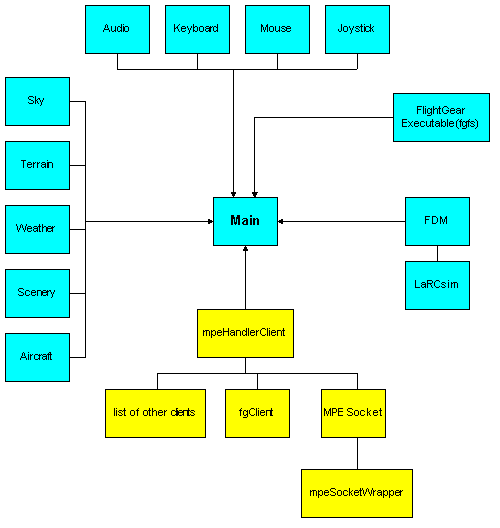 Audio
Keyboard
Mouse
Joystick
Sky
FlightGear
Executable(fgfs)
Terrain
Main
FDM
Weather
LaRCsim
Scenery
mpeHandlerClient
Aircraft
list of other clients
fgClient
MPE Socket
mpeSocketWrapper